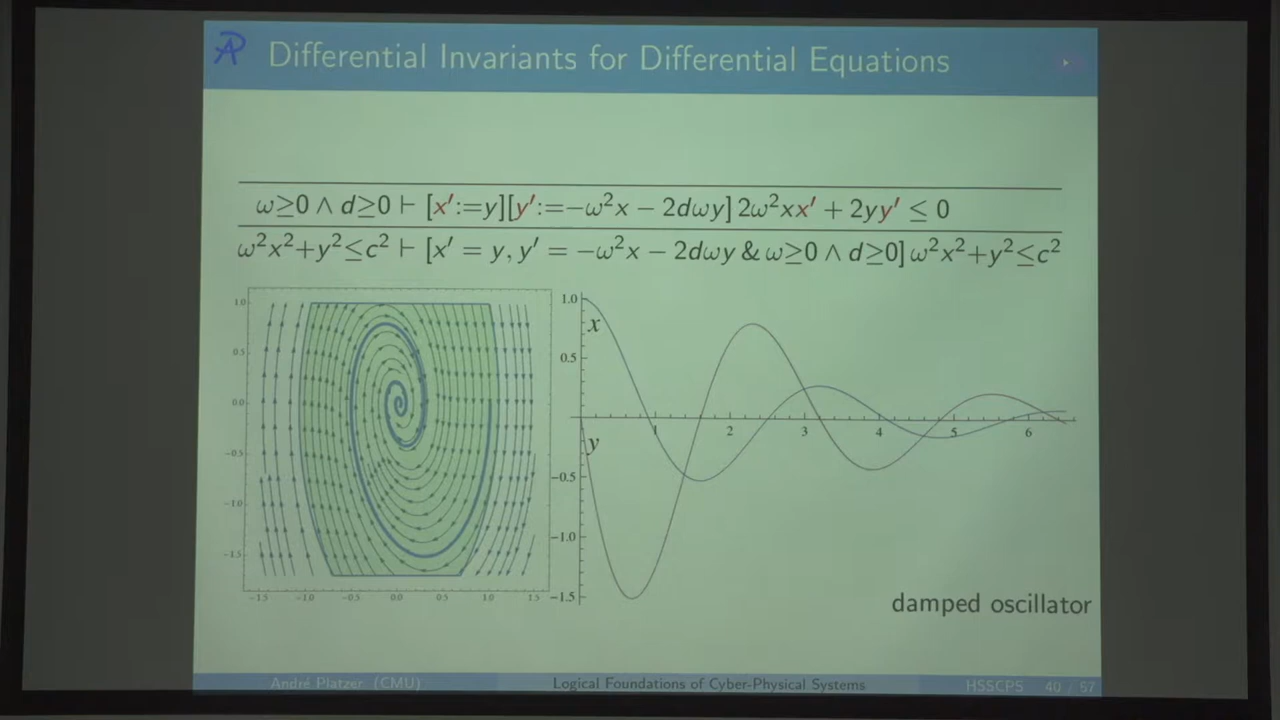 Differential Invariants for Differential Equations
ω≥0 ∧ d≥0 ⊢ [x′:=y][y′:=−ω²x − 2dωy] 2ω²xx′ + 2yy′ ≤ 0
ω²x²+y²≤c² ⊢ [x′ = y, y′ = −ω²x − 2dωy & ω≥0 ∧ d≥0] ω²x²+y²≤c²
1.0
0.5
0.0
−0.5
−1.0
−1.5
−1.5 −1.0 −0.5 0.0 0.5 1.0 1.5
1.0
x
0.5
1 2 3 4 5 6
y
−0.5
−1.0
−1.5
damped oscillator
André Platzer (CMU) Logical Foundations of Cyber-Physical Systems HSSCPS 40 / 57